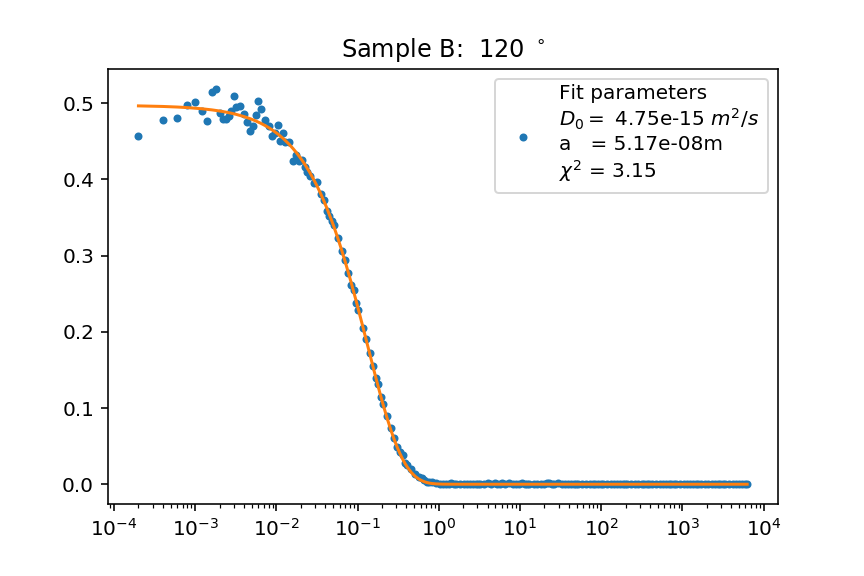 Sample B:  120 °
Fit parameters
D₀ = 4.75e-15 m²/s
a   = 5.17e-08m
χ² = 3.15
0.5
0.4
0.3
0.2
0.1
0.0
10⁻⁴ 10⁻³ 10⁻² 10⁻¹ 10⁰ 10¹ 10² 10³ 10⁴